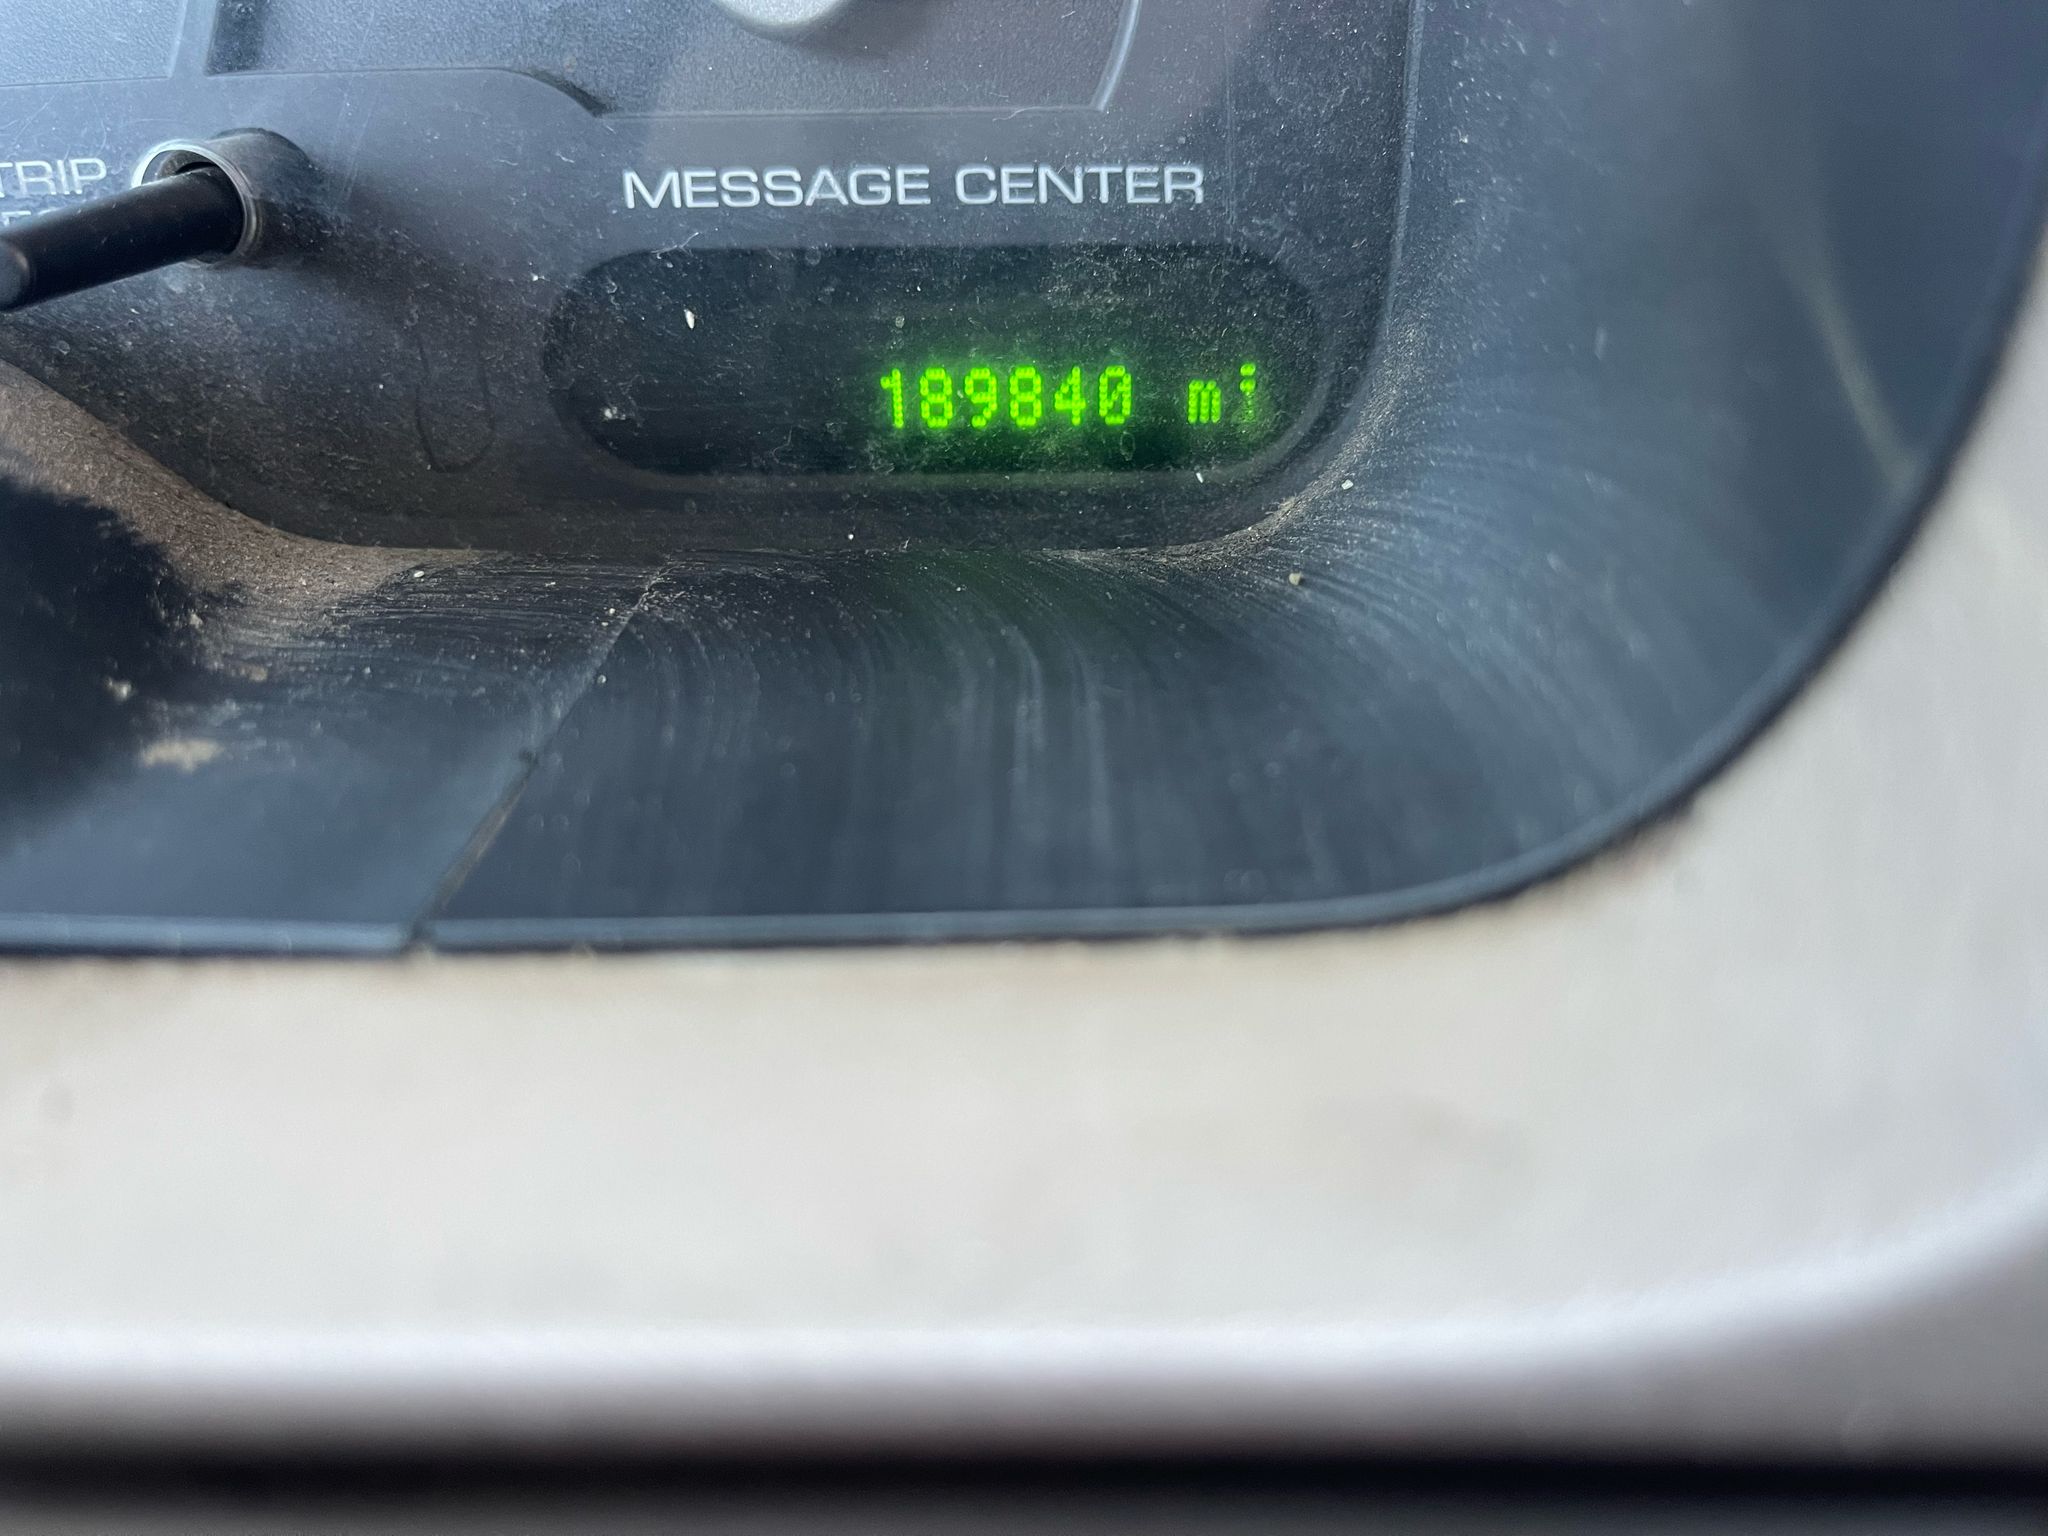 TRIP
MESSAGE CENTER
189840 mi